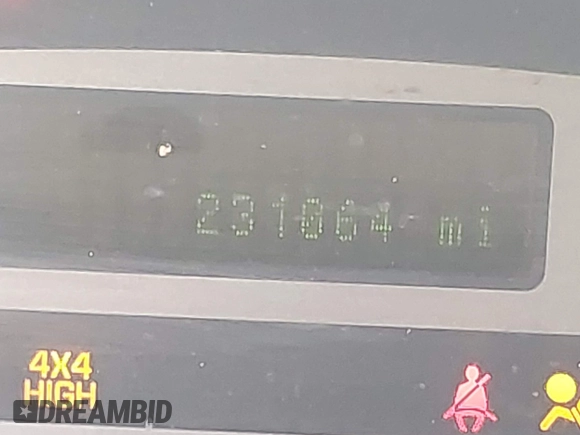 231064 mi
4X4
HIGH
DREAMBID